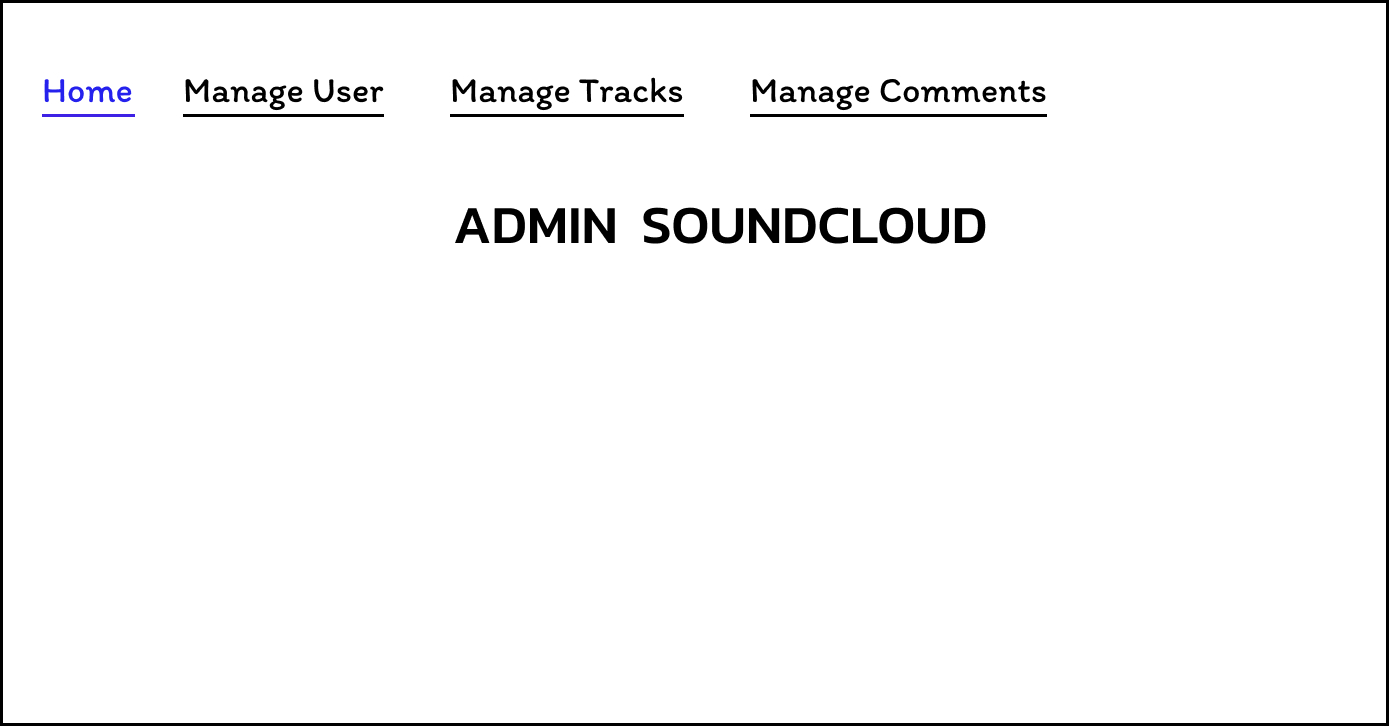 Home Manage User Manage Tracks Manage Comments
ADMIN SOUNDCLOUD